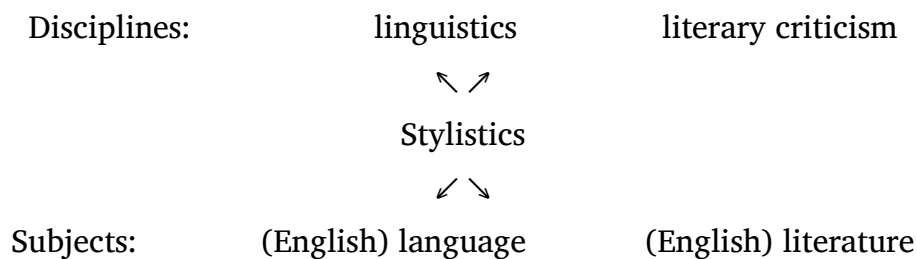 Disciplines: linguistics literary criticism
↖ ↗
Stylistics
↙ ↘
Subjects: (English) language (English) literature